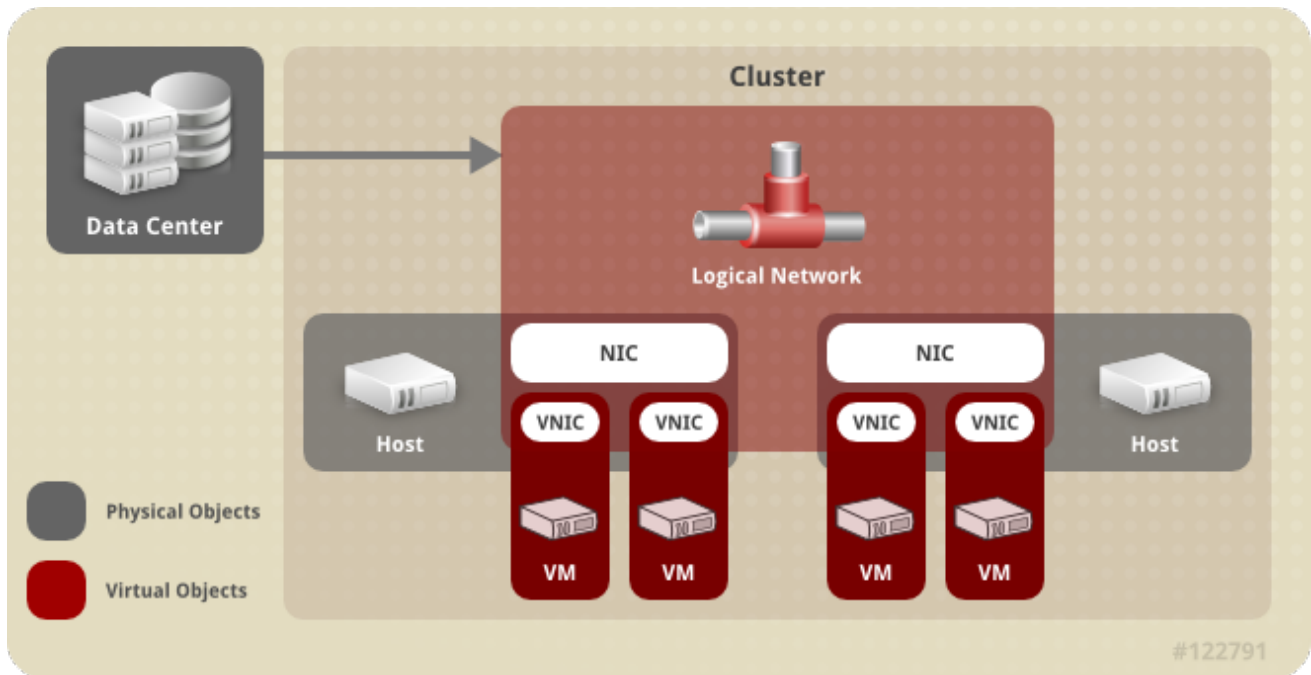 Cluster
Data Center
Logical Network
NIC
NIC
Host
VNIC
VNIC
VNIC
VNIC
Host
Physical Objects
VM
VM
VM
VM
Virtual Objects
#122791